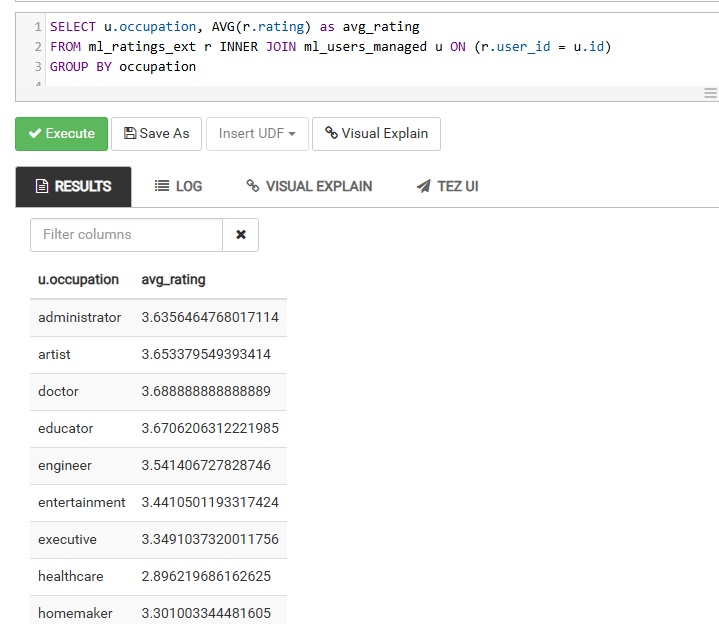 1 SELECT u.occupation, AVG(r.rating) as avg_rating
2 FROM ml_ratings_ext r INNER JOIN ml_users_managed u ON (r.user_id = u.id)
3 GROUP BY occupation
4
Execute Save As Insert UDF Visual Explain
RESULTS LOG VISUAL EXPLAIN TEZ UI
Filter columns
u.occupation avg_rating
administrator 3.6356464768017114
artist 3.653379549393414
doctor 3.688888888888889
educator 3.6706206312221985
engineer 3.541406727828746
entertainment 3.4410501193317424
executive 3.3491037320011756
healthcare 2.896219686162625
homemaker 3.301003344481605